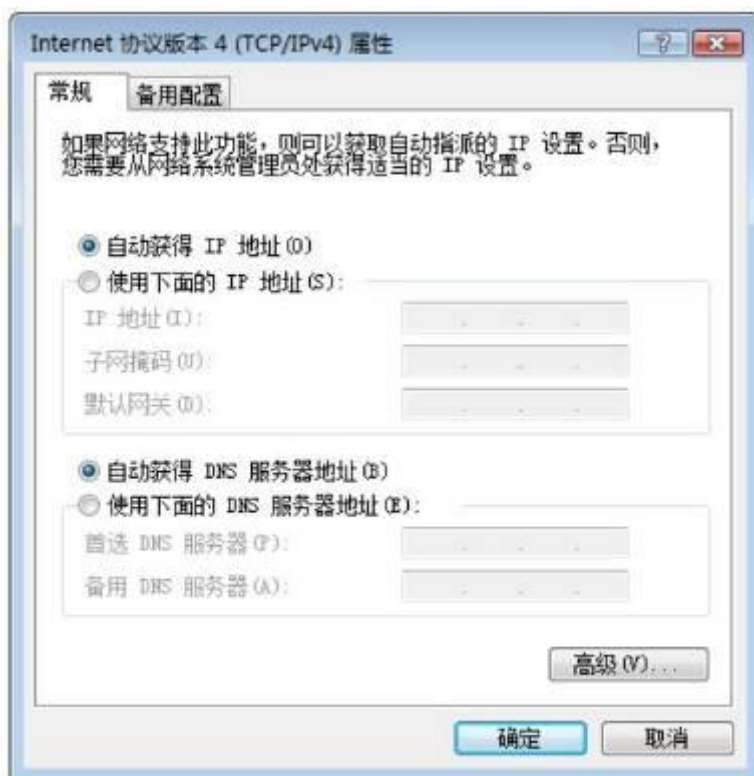 Internet 协议版本 4 (TCP/IPv4) 属性
常规
备用配置
如果网络支持此功能，则可以获取自动指派的 IP 设置。否则，
您需要从网络系统管理员处获得适当的 IP 设置。
自动获得 IP 地址(O)
使用下面的 IP 地址(S):
IP 地址(I):
子网掩码(U):
默认网关(D):
自动获得 DNS 服务器地址(B)
使用下面的 DNS 服务器地址(E):
首选 DNS 服务器(P):
备用 DNS 服务器(A):
高级(V)...
确定
取消